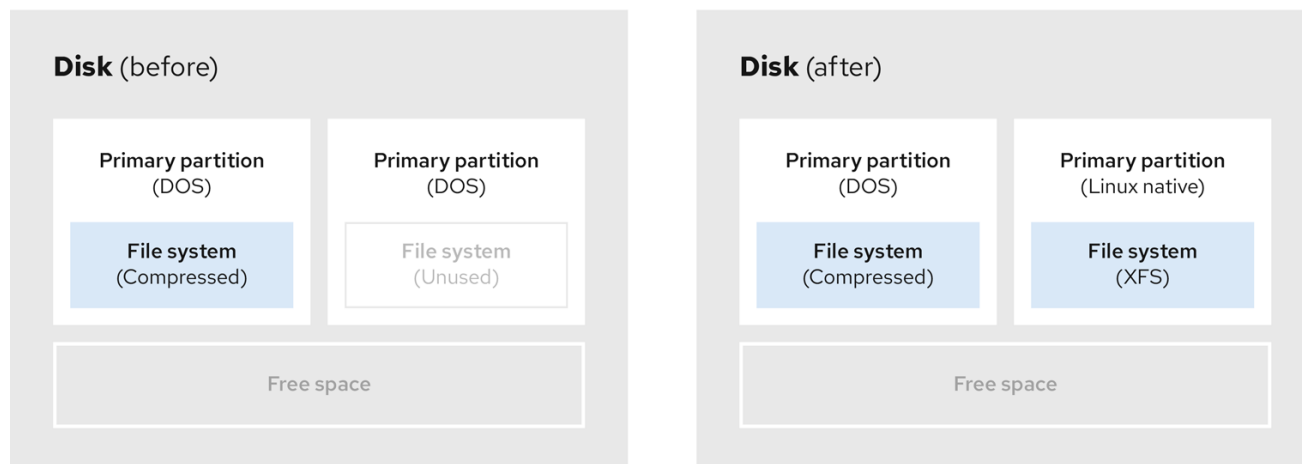 Disk (before)
Primary partition
(DOS)
File system
(Compressed)
Primary partition
(DOS)
File system
(Unused)
Free space
Disk (after)
Primary partition
(DOS)
File system
(Compressed)
Primary partition
(Linux native)
File system
(XFS)
Free space